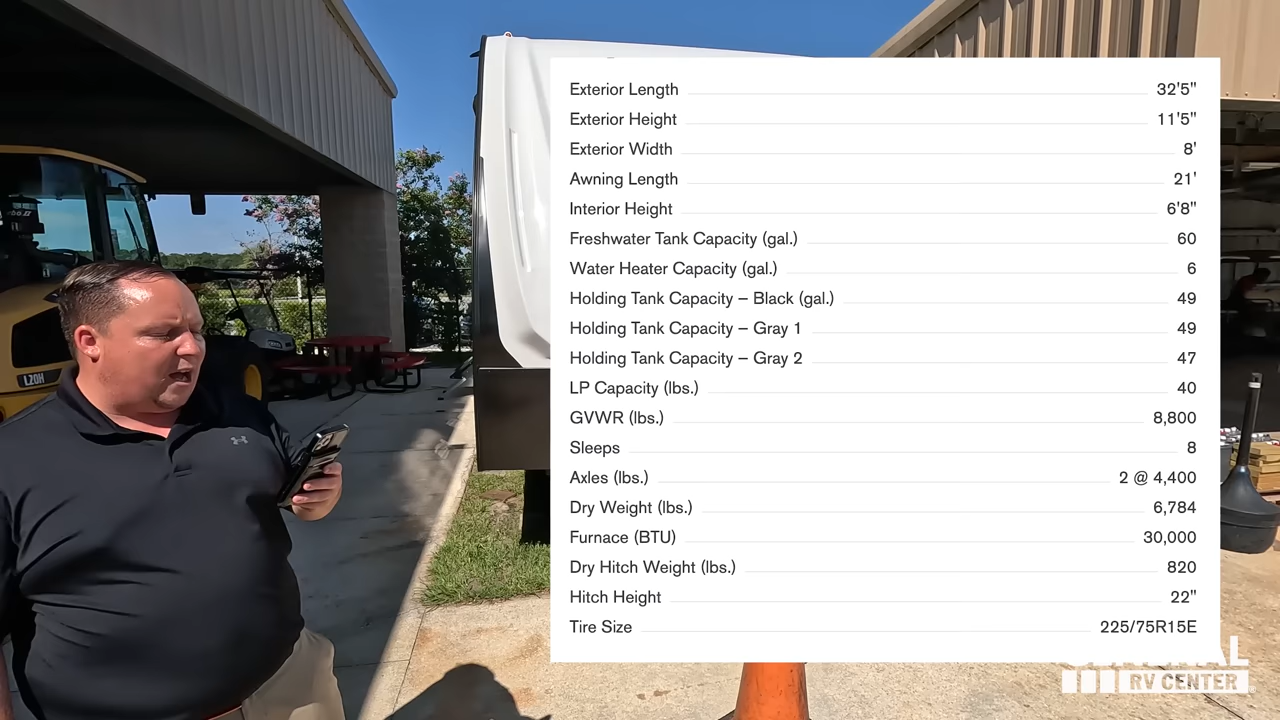 Exterior Length 32'5"
Exterior Height 11'5"
Exterior Width 8'
Awning Length 21'
Interior Height 6'8"
Freshwater Tank Capacity (gal.) 60
Water Heater Capacity (gal.) 6
Holding Tank Capacity – Black (gal.) 49
Holding Tank Capacity – Gray 1 49
Holding Tank Capacity – Gray 2 47
LP Capacity (lbs.) 40
GVWR (lbs.) 8,800
Sleeps 8
Axles (lbs.) 2 @ 4,400
Dry Weight (lbs.) 6,784
Furnace (BTU) 30,000
Dry Hitch Weight (lbs.) 820
Hitch Height 22"
Tire Size 225/75R15E
L20H
RV CENTER